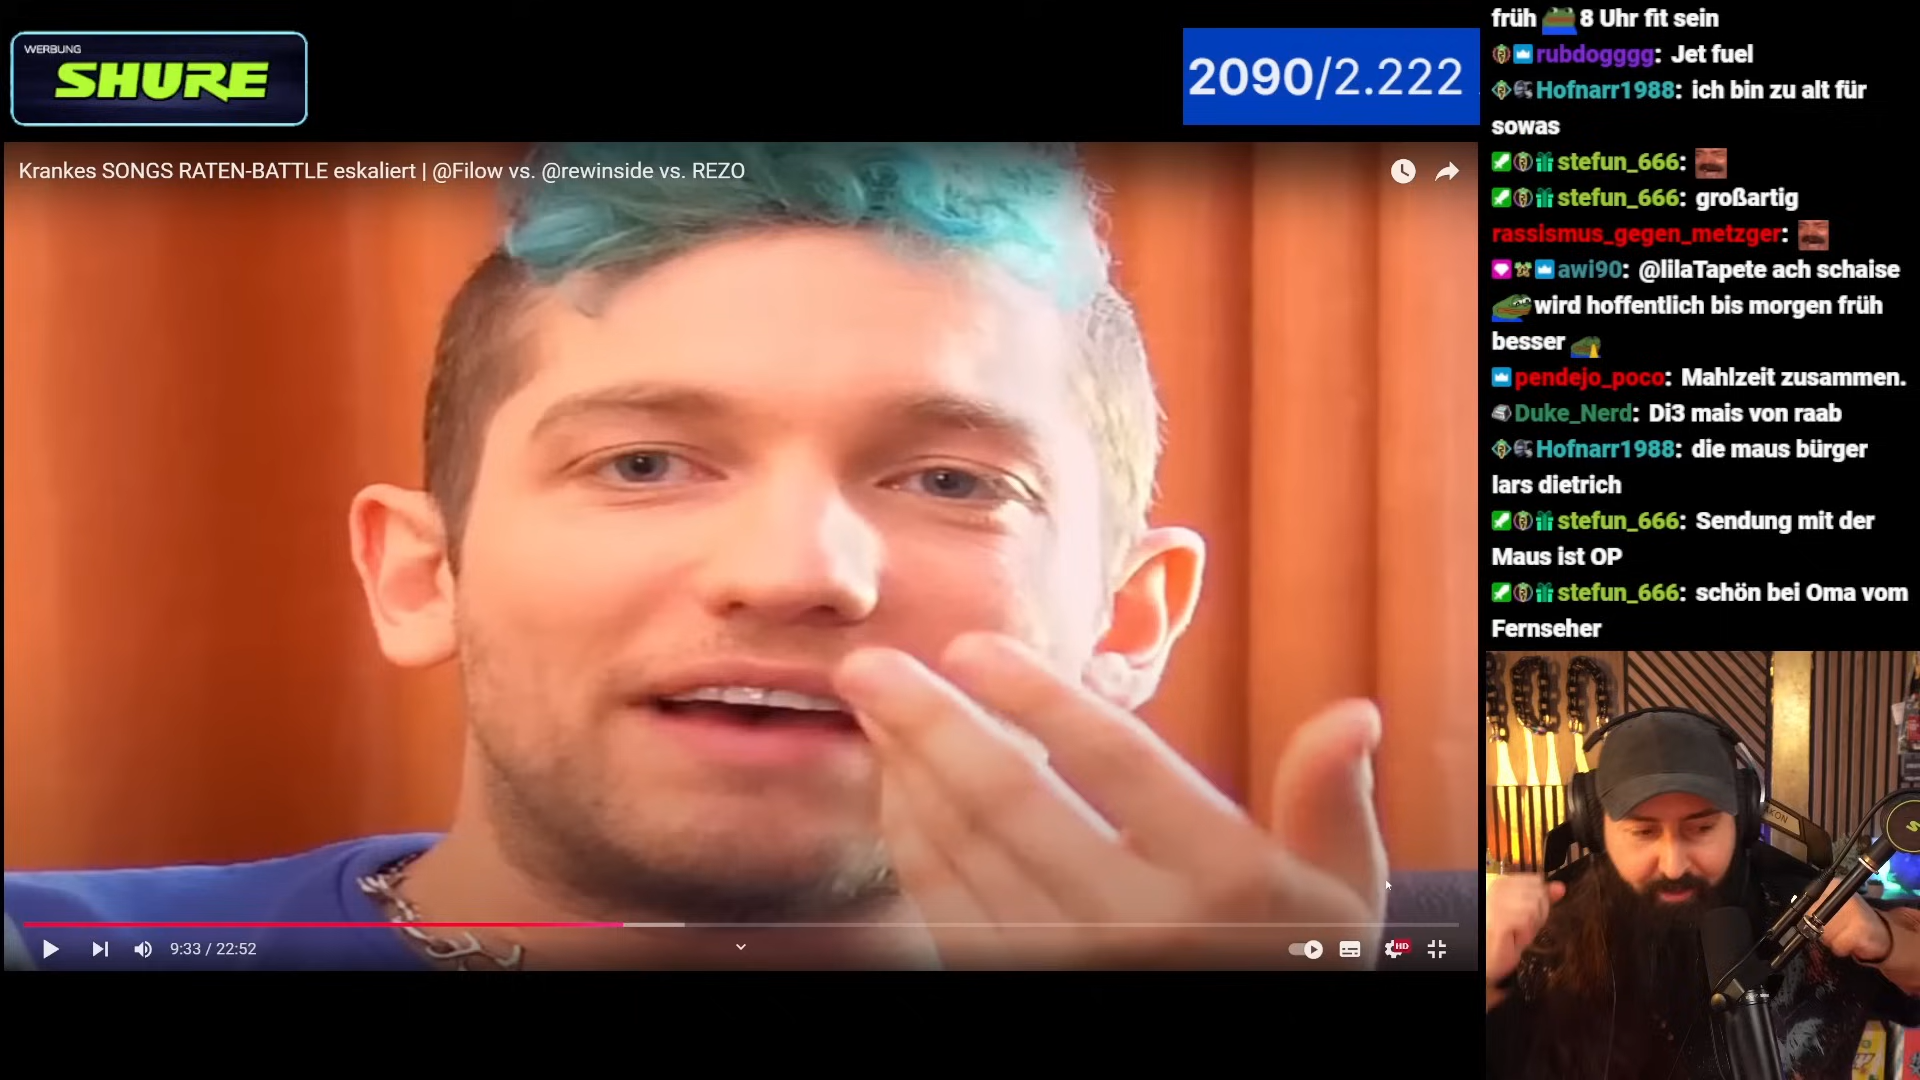 WERBUNG
SHURE
2090/2.222
Krankes SONGS RATEN-BATTLE eskaliert | @Filow vs. @rewinside vs. REZO
9:33 / 22:52
HD
früh 8 Uhr fit sein
rubdogggg: Jet fuel
Hofnarr1988: ich bin zu alt für
sowas
stefun_666:
stefun_666: großartig
rassismus_gegen_metzger:
awi90: @lilaTapete ach schaise
wird hoffentlich bis morgen früh
besser
pendejo_poco: Mahlzeit zusammen.
Duke_Nerd: Di3 mais von raab
Hofnarr1988: die maus bürger
lars dietrich
stefun_666: Sendung mit der
Maus ist OP
stefun_666: schön bei Oma vom
Fernseher